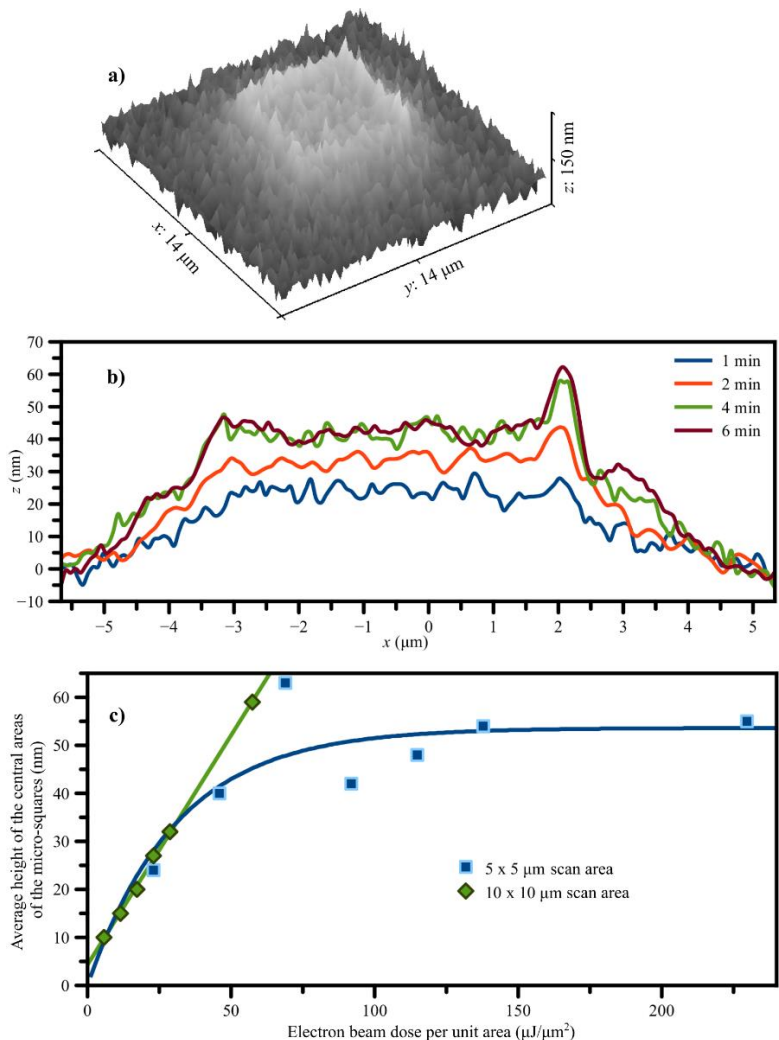 a)
z: 150 nm
x: 14 μm
y: 14 μm
b)
70
60
50
40
30
20
10
0
−10
z (nm)
1 min
2 min
4 min
6 min
−5 −4 −3 −2 −1 0 1 2 3 4 5
x (μm)
c)
60
50
40
30
20
10
0
Average height of the central areas
of the micro-squares (nm)
5 x 5 μm scan area
10 x 10 μm scan area
0 50 100 150 200
Electron beam dose per unit area (μJ/μm²)